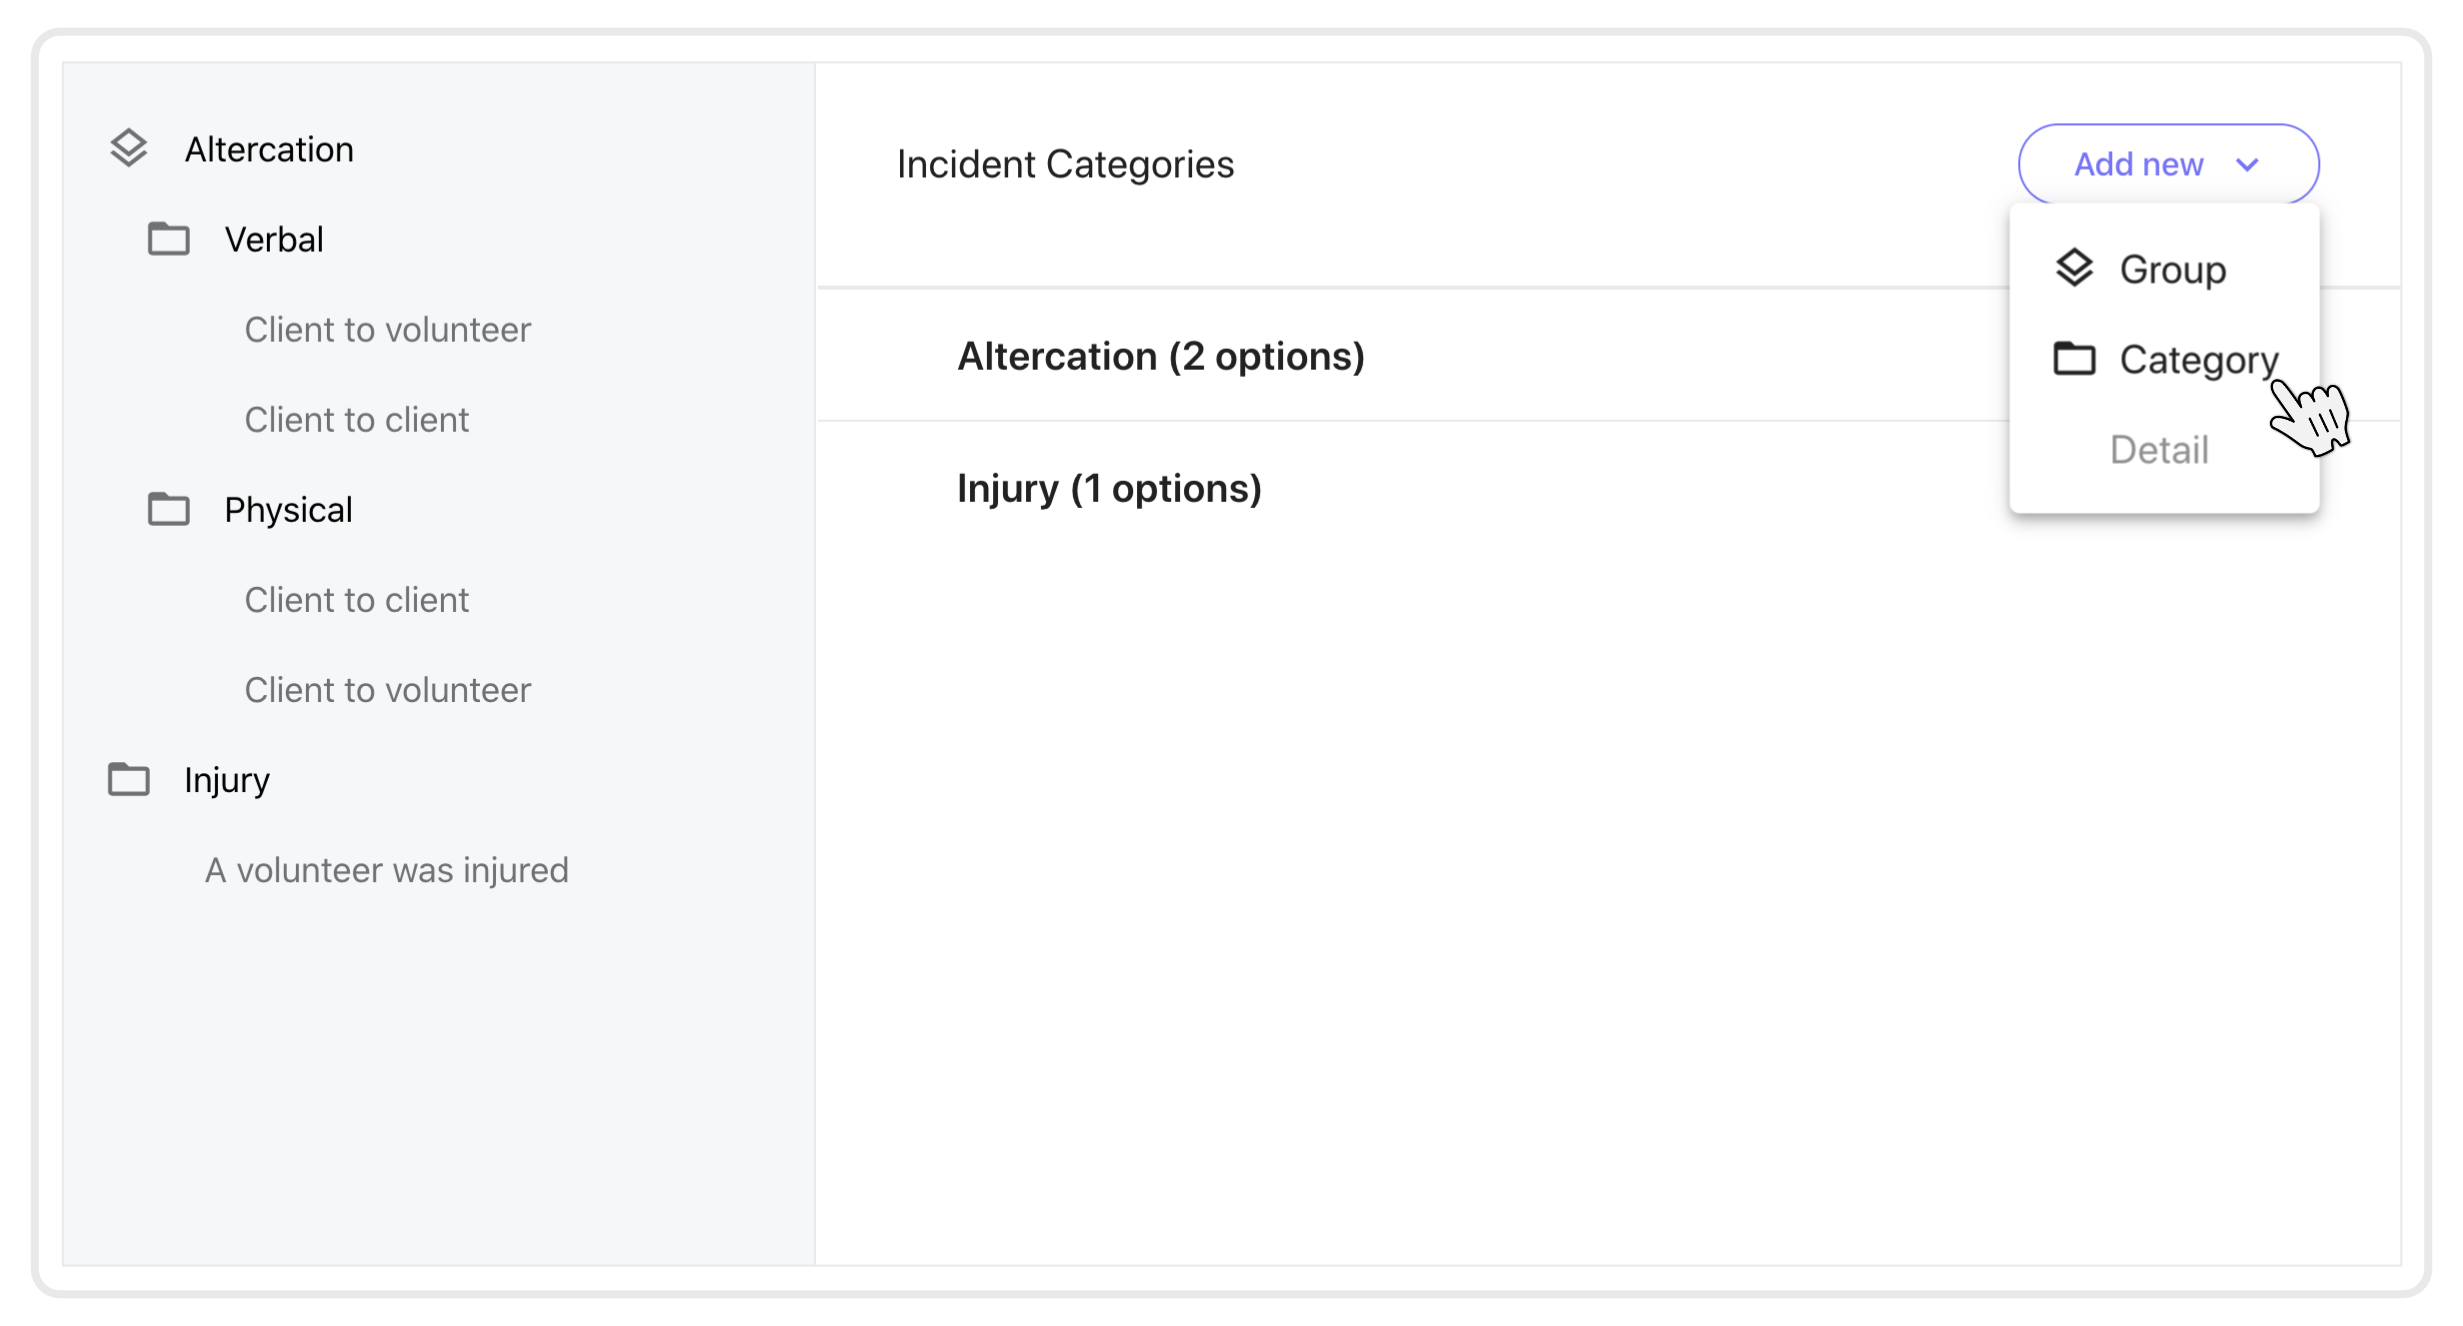 Altercation
Verbal
Client to volunteer
Client to client
Physical
Client to client
Client to volunteer
Injury
A volunteer was injured
Incident Categories
Add new
Group
Category
Detail
Altercation (2 options)
Injury (1 options)